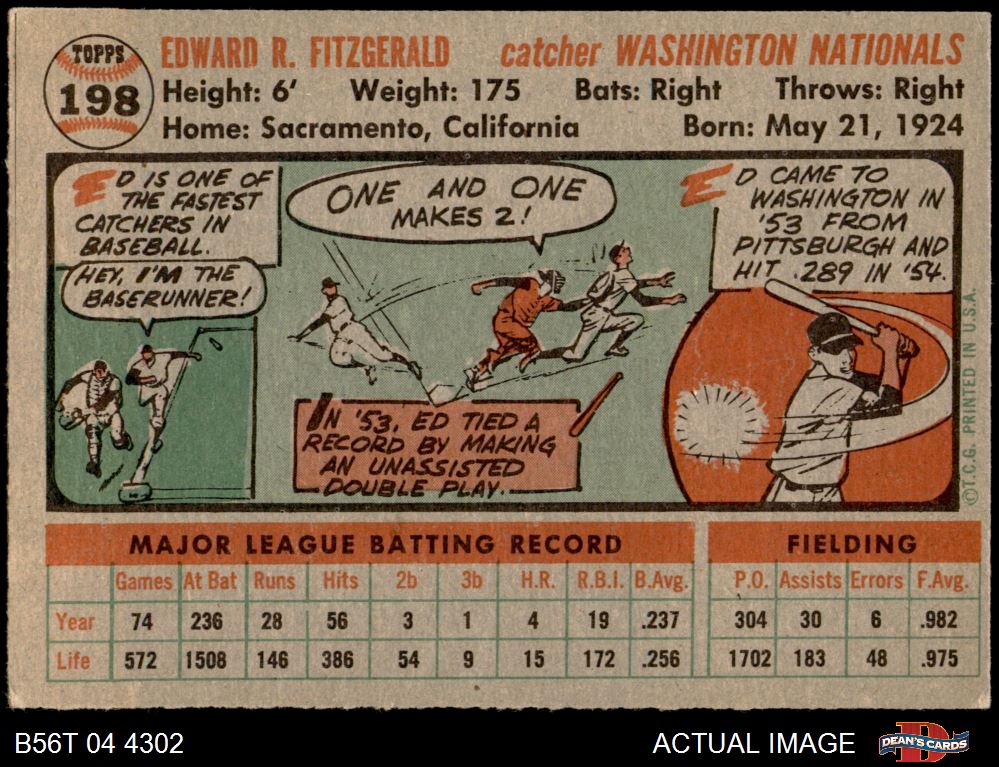 TOPPS
198
EDWARD R. FITZGERALD catcher WASHINGTON NATIONALS
Height: 6' Weight: 175 Bats: Right Throws: Right
Home: Sacramento, California Born: May 21, 1924
ED IS ONE OF
THE FASTEST
CATCHERS IN
BASEBALL.
HEY, I'M THE
BASERUNNER!
ONE AND ONE
MAKES 2!
IN '53, ED TIED A
RECORD BY MAKING
AN UNASSISTED
DOUBLE PLAY.
ED CAME TO
WASHINGTON IN
'53 FROM
PITTSBURGH AND
HIT .289 IN '54.
©T.C.G. PRINTED IN U.S.A.
MAJOR LEAGUE BATTING RECORD FIELDING
Games At Bat Runs Hits 2b 3b H.R. R.B.I. B.Avg. P.O. Assists Errors F.Avg.
Year 74 236 28 56 3 1 4 19 .237 304 30 6 .982
Life 572 1508 146 386 54 9 15 172 .256 1702 183 48 .975
B56T 04 4302 ACTUAL IMAGE DEAN'S CARDS